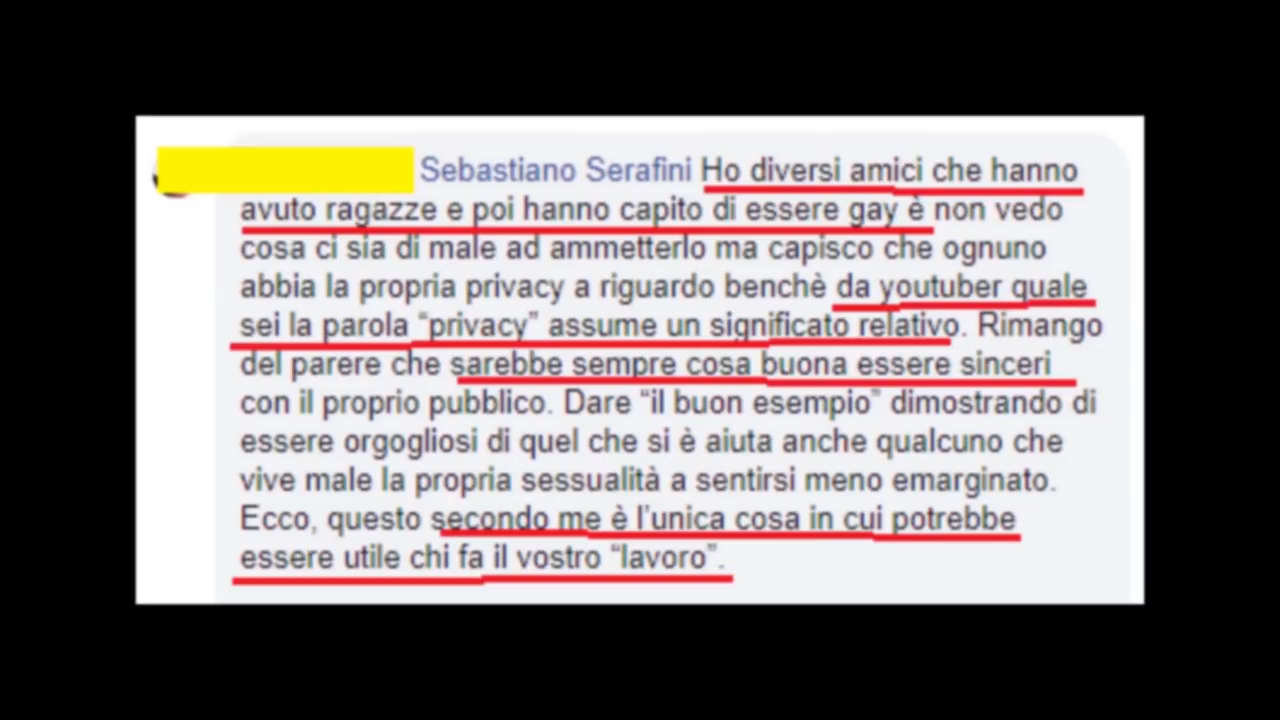 Sebastiano Serafini Ho diversi amici che hanno
avuto ragazze e poi hanno capito di essere gay è non vedo
cosa ci sia di male ad ammetterlo ma capisco che ognuno
abbia la propria privacy a riguardo benchè da youtuber quale
sei la parola “privacy” assume un significato relativo. Rimango
del parere che sarebbe sempre cosa buona essere sinceri
con il proprio pubblico. Dare “il buon esempio” dimostrando di
essere orgogliosi di quel che si è aiuta anche qualcuno che
vive male la propria sessualità a sentirsi meno emarginato.
Ecco, questo secondo me è l’unica cosa in cui potrebbe
essere utile chi fa il vostro “lavoro”.